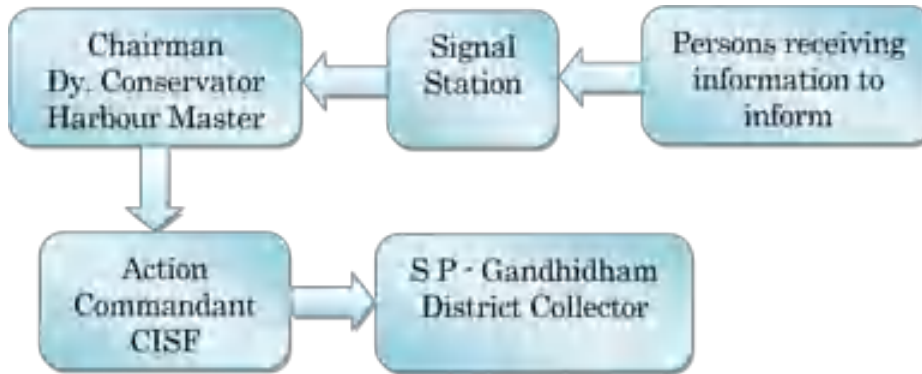 Chairman
Dy. Conservator
Harbour Master
Signal
Station
Persons receiving
information to
inform
Action
Commandant
CISF
S P - Gandhidham
District Collector